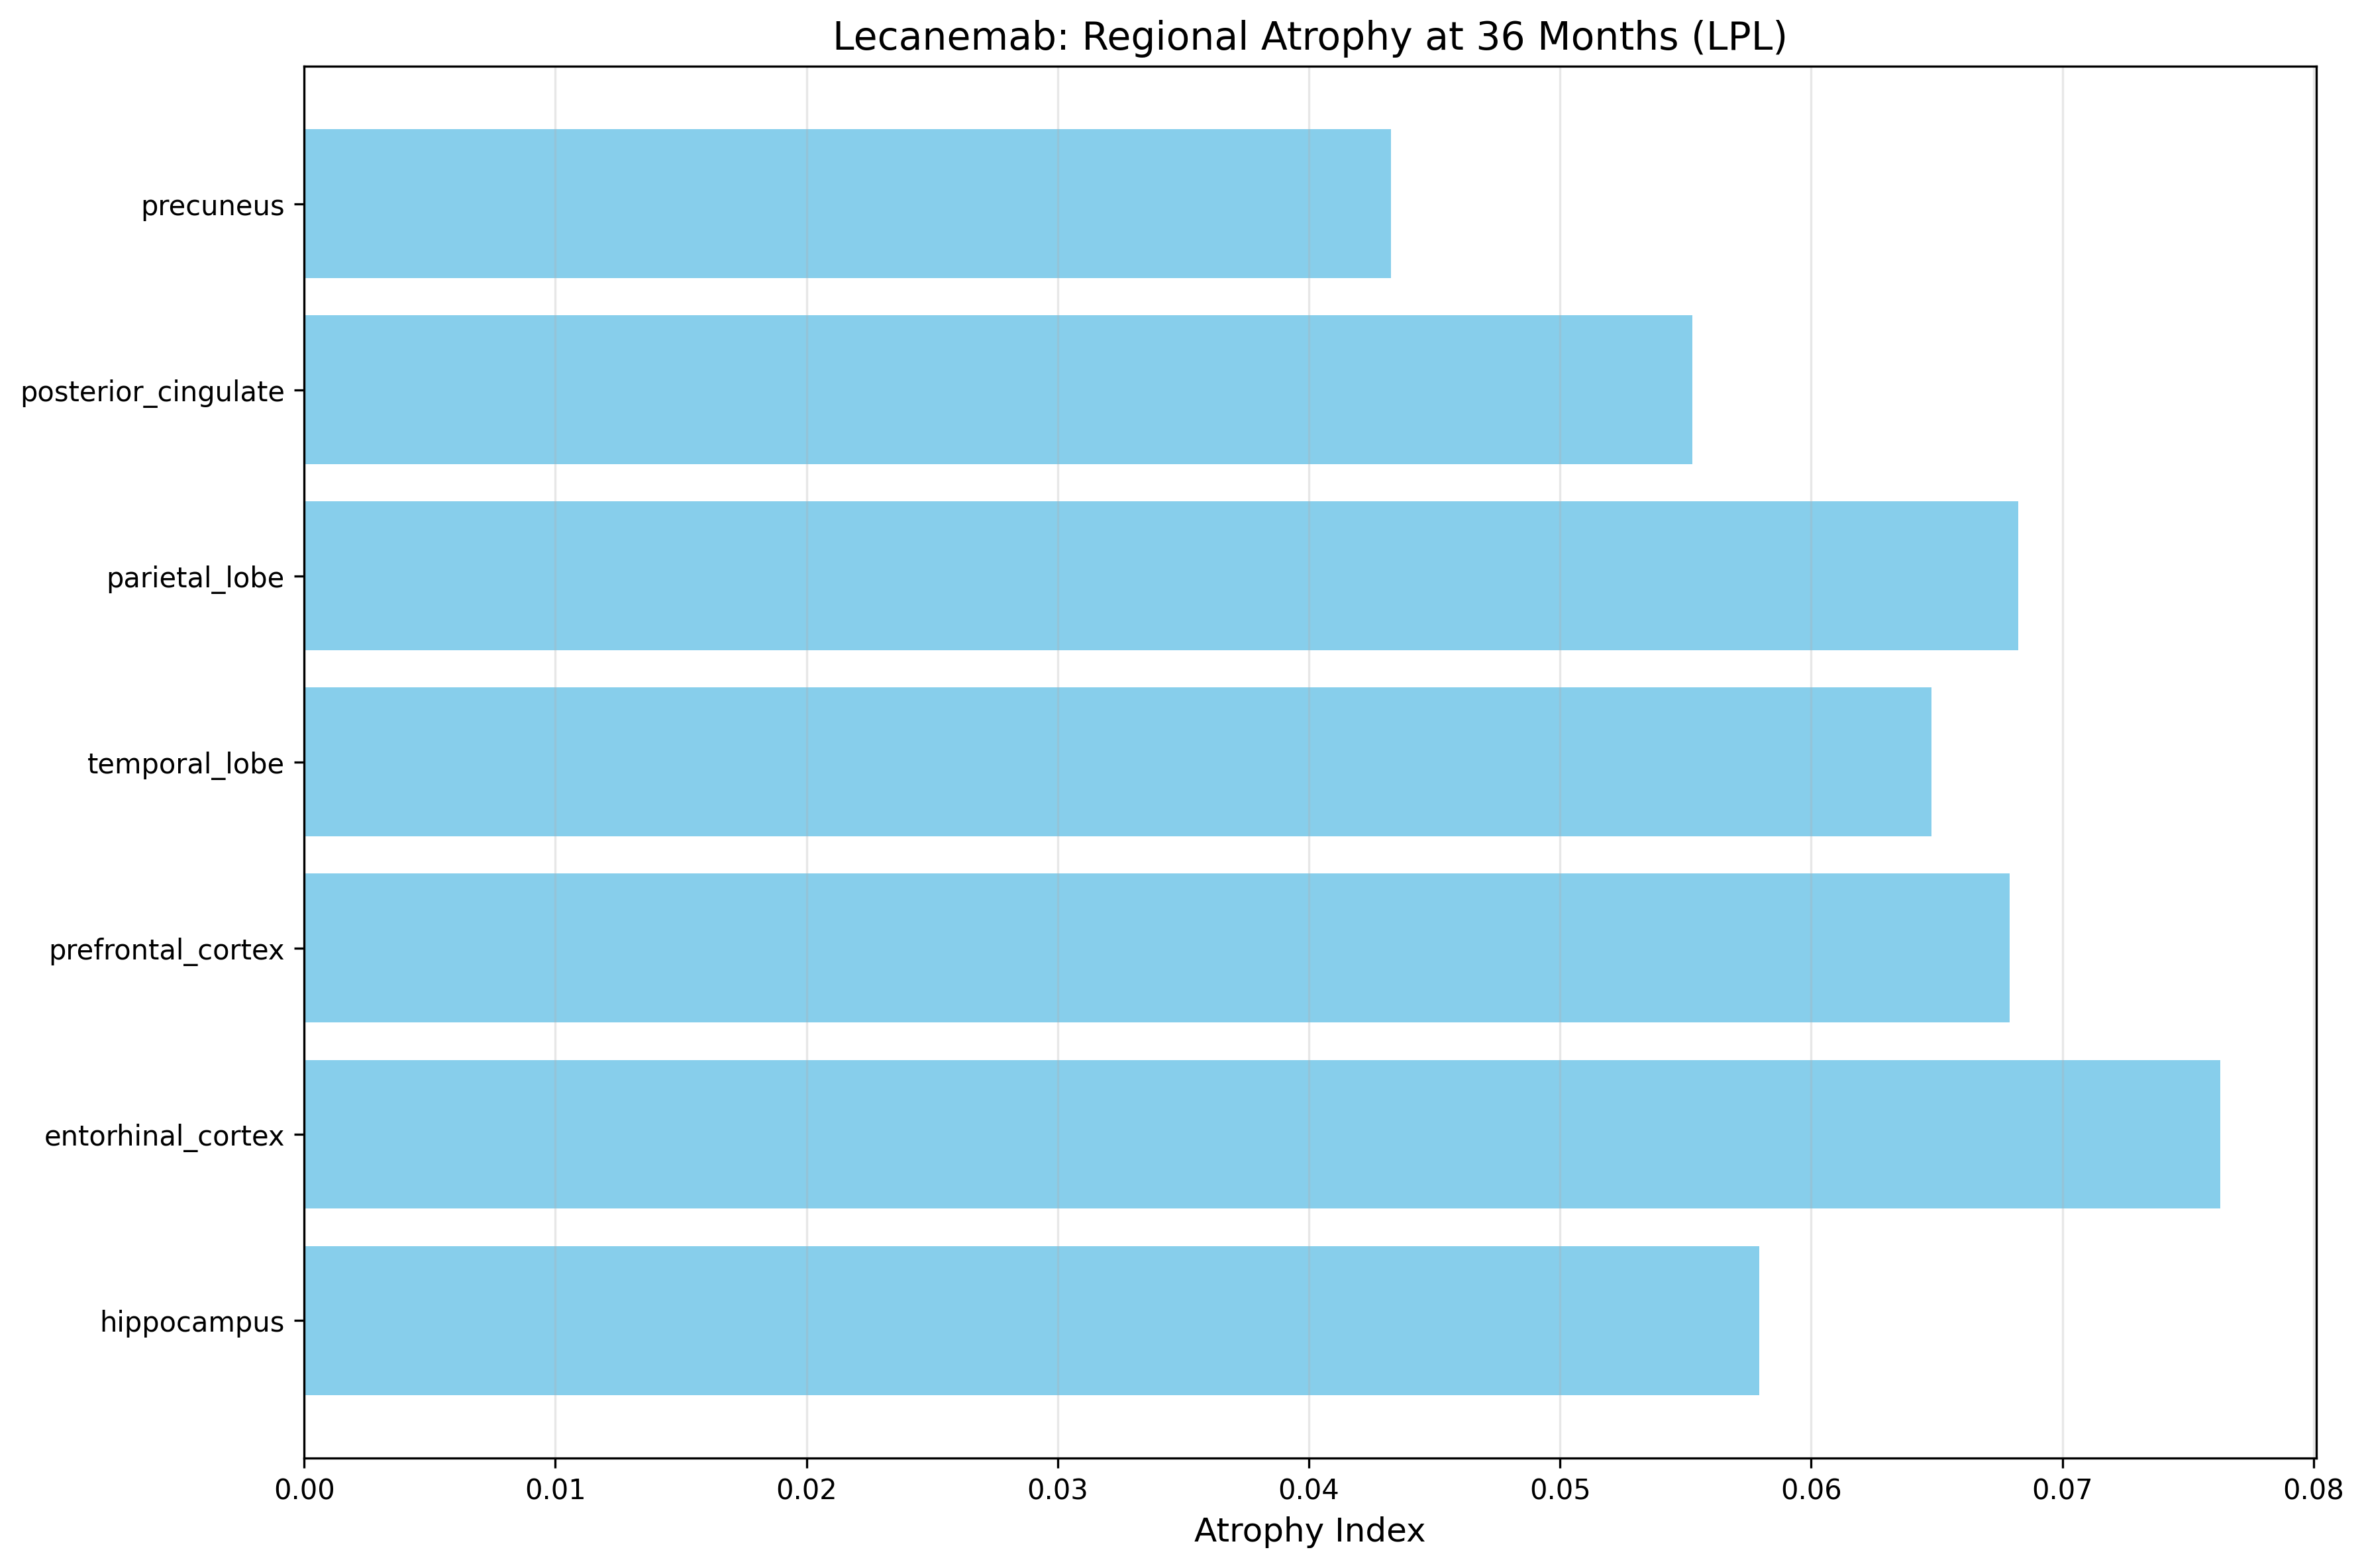 Lecanemab: Regional Atrophy at 36 Months (LPL)
precuneus
posterior_cingulate
parietal_lobe
temporal_lobe
prefrontal_cortex
entorhinal_cortex
hippocampus
0.00 0.01 0.02 0.03 0.04 0.05 0.06 0.07 0.08
Atrophy Index